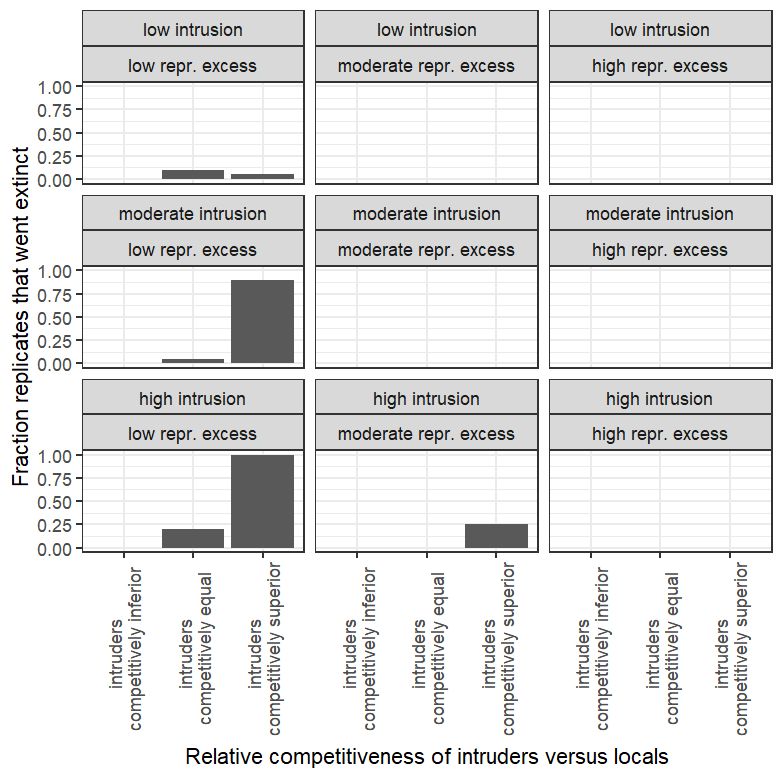 low intrusion
low intrusion
low intrusion
low repr. excess
moderate repr. excess
high repr. excess
1.00
0.75
0.50
0.25
0.00
moderate intrusion
moderate intrusion
moderate intrusion
low repr. excess
moderate repr. excess
high repr. excess
1.00
0.75
0.50
0.25
0.00
high intrusion
high intrusion
high intrusion
low repr. excess
moderate repr. excess
high repr. excess
1.00
0.75
0.50
0.25
0.00
Fraction replicates that went extinct
intruders
competitively inferior
intruders
competitively equal
intruders
competitively superior
intruders
competitively inferior
intruders
competitively equal
intruders
competitively superior
intruders
competitively inferior
intruders
competitively equal
intruders
competitively superior
Relative competitiveness of intruders versus locals